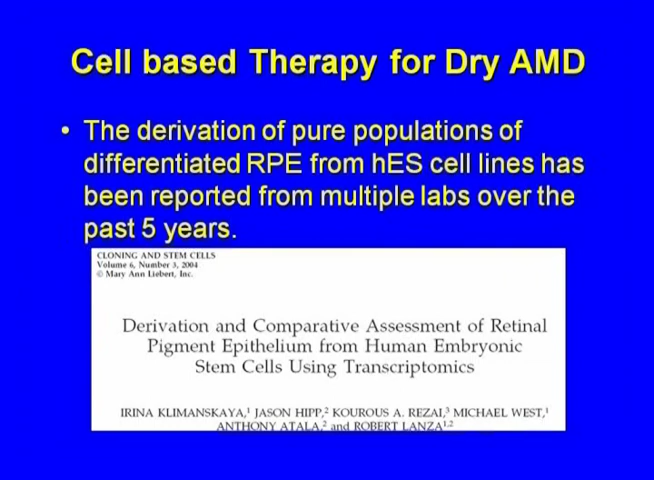 Cell based Therapy for Dry AMD
• The derivation of pure populations of
differentiated RPE from hES cell lines has
been reported from multiple labs over the
past 5 years.
CLONING AND STEM CELLS
Volume 6, Number 3, 2004
© Mary Ann Liebert, Inc.
Derivation and Comparative Assessment of Retinal
Pigment Epithelium from Human Embryonic
Stem Cells Using Transcriptomics
IRINA KLIMANSKAYA,¹ JASON HIPP,² KOUROUS A. REZAI,³ MICHAEL WEST,¹
ANTHONY ATALA,² and ROBERT LANZA¹,²